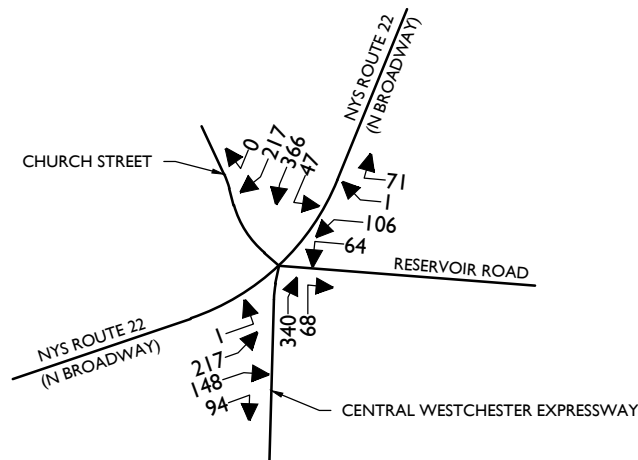 NYS ROUTE 22
(N BROADWAY)
CHURCH STREET
0
217
366
47
71
1
106
64
RESERVOIR ROAD
340
68
NYS ROUTE 22
(N BROADWAY)
1
217
148
94
CENTRAL WESTCHESTER EXPRESSWAY